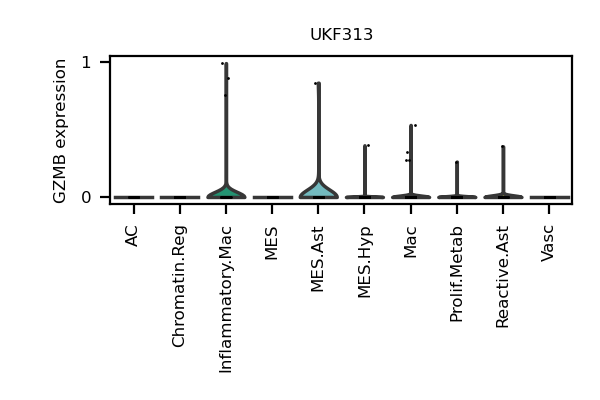 UKF313
GZMB expression
1
0
AC
Chromatin.Reg
Inflammatory.Mac
MES
MES.Ast
MES.Hyp
Mac
Prolif.Metab
Reactive.Ast
Vasc